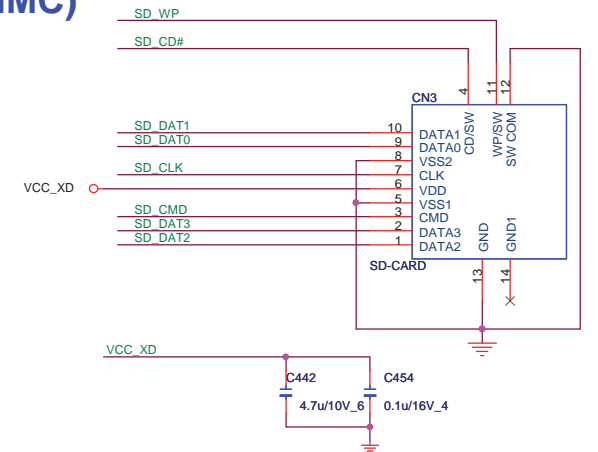 MMC)
SD_WP
SD_CD#
4
11
12
CN3
CD/SW
WP/SW
SW COM
SD_DAT1 10 DATA1
SD_DAT0 9 DATA0
8 VSS2
SD_CLK 7 CLK
VCC_XD 6 VDD
5 VSS1
SD_CMD 3 CMD
SD_DAT3 2 DATA3
SD_DAT2 1 DATA2
GND
GND1
SD-CARD
13
14
VCC_XD
C442 C454
4.7u/10V_6 0.1u/16V_4